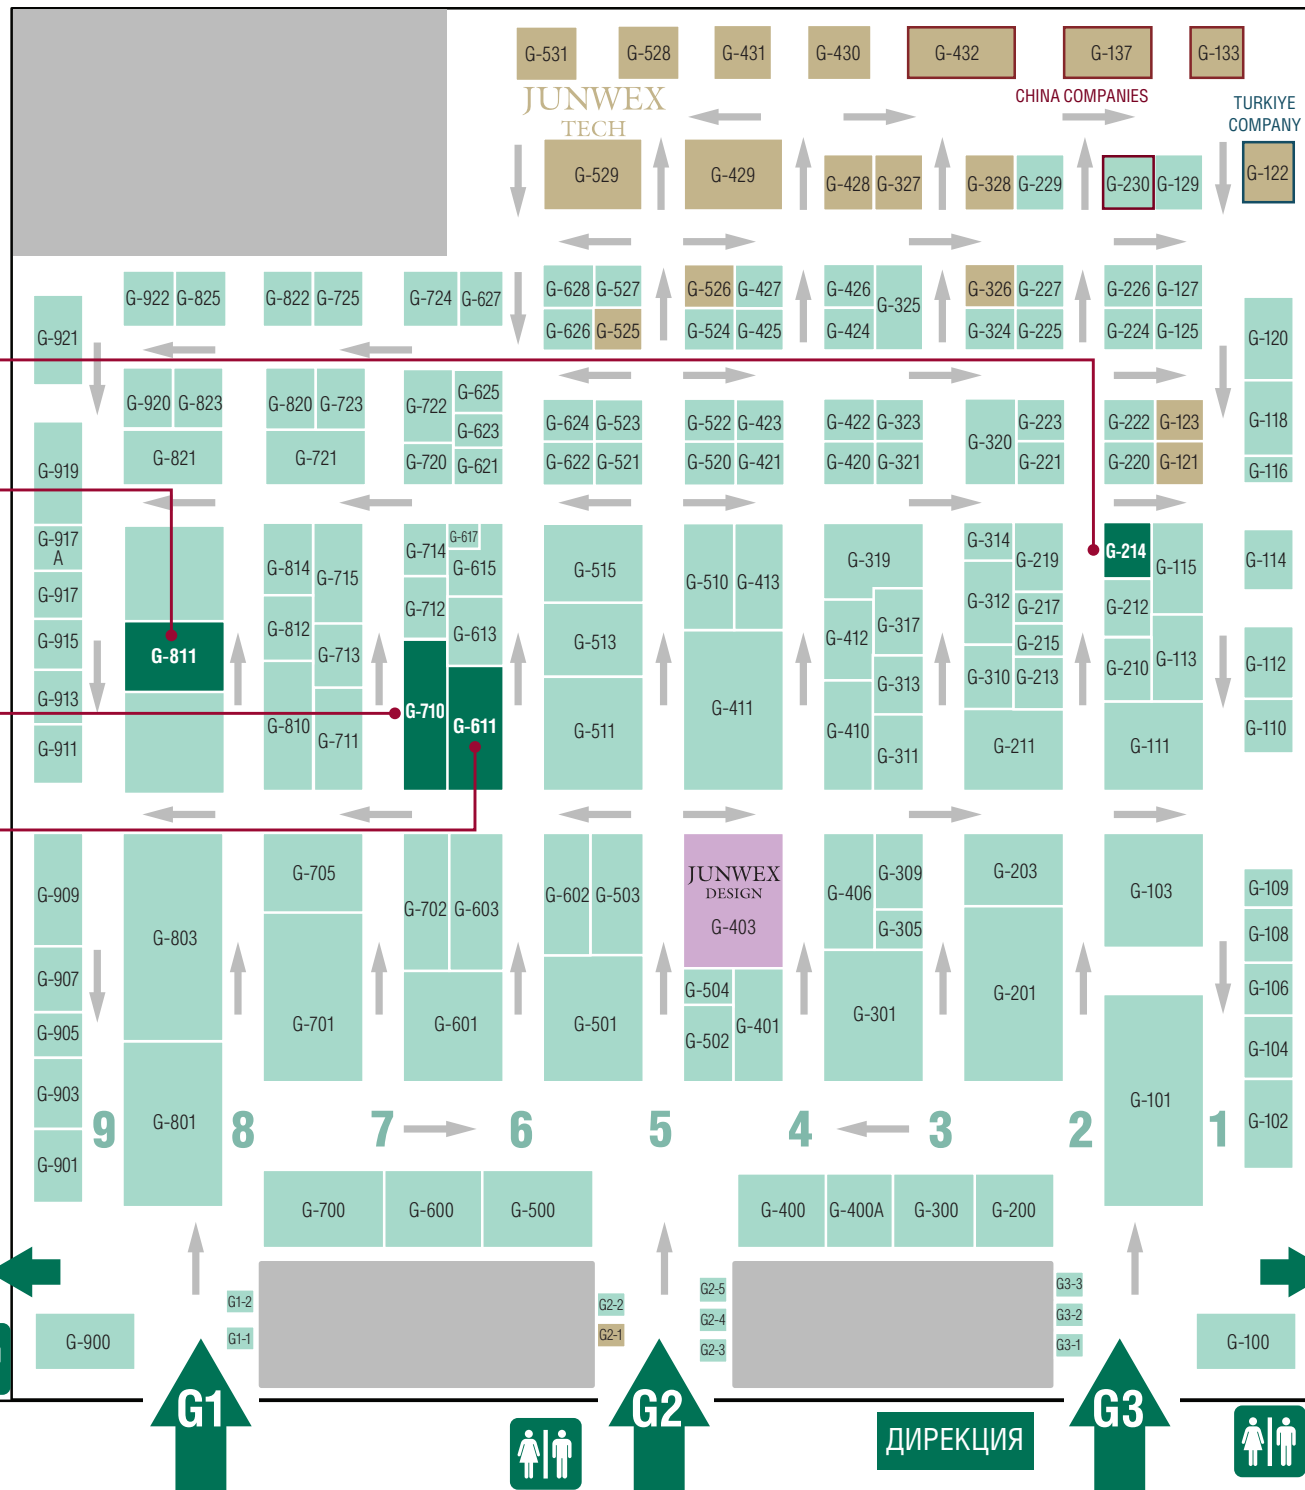 G-531 G-528 G-431 G-430 G-432 G-137 G-133
JUNWEX
TECH
CHINA COMPANIES
TURKIYE
COMPANY
G-529 G-429 G-428 G-327 G-328 G-229 G-230 G-129 G-122
G-922 G-825 G-822 G-725 G-724 G-627 G-628 G-527 G-526 G-427 G-426 G-325 G-326 G-227 G-226 G-127
G-921 G-626 G-525 G-524 G-425 G-424 G-324 G-225 G-224 G-125 G-120
G-920 G-823 G-820 G-723 G-722 G-625 G-624 G-523 G-522 G-423 G-422 G-323 G-320 G-223 G-222 G-123 G-118
G-623
G-919 G-821 G-721 G-720 G-621 G-622 G-521 G-520 G-421 G-420 G-321 G-221 G-220 G-121 G-116
G-917
A
G-814 G-715 G-714 G-617 G-615 G-515 G-510 G-413 G-319 G-314 G-219 G-214 G-115 G-114
G-917 G-812 G-712 G-312 G-217 G-212
G-915 G-811 G-713 G-613 G-513 G-412 G-317 G-215 G-113 G-112
G-913 G-810 G-710 G-313 G-310 G-213 G-210
G-911 G-711 G-611 G-511 G-411 G-410 G-311 G-211 G-111 G-110
G-909 G-803 G-705 G-702 G-603 G-602 G-503
JUNWEX
DESIGN
G-403
G-406 G-309 G-203 G-103 G-109
G-305 G-108
G-907 G-504 G-106
G-905 G-701 G-601 G-501 G-502 G-401 G-301 G-201 G-104
G-903 G-801 G-101 G-102
9 8 7 6 5 4 3 2 1
G-901
G-700 G-600 G-500 G-400 G-400A G-300 G-200
G1-2 G2-2 G2-5 G3-3
G1-1 G2-1 G2-4 G3-2
G2-3 G3-1
G-900 G-100
G1 G2 G3
ДИРЕКЦИЯ